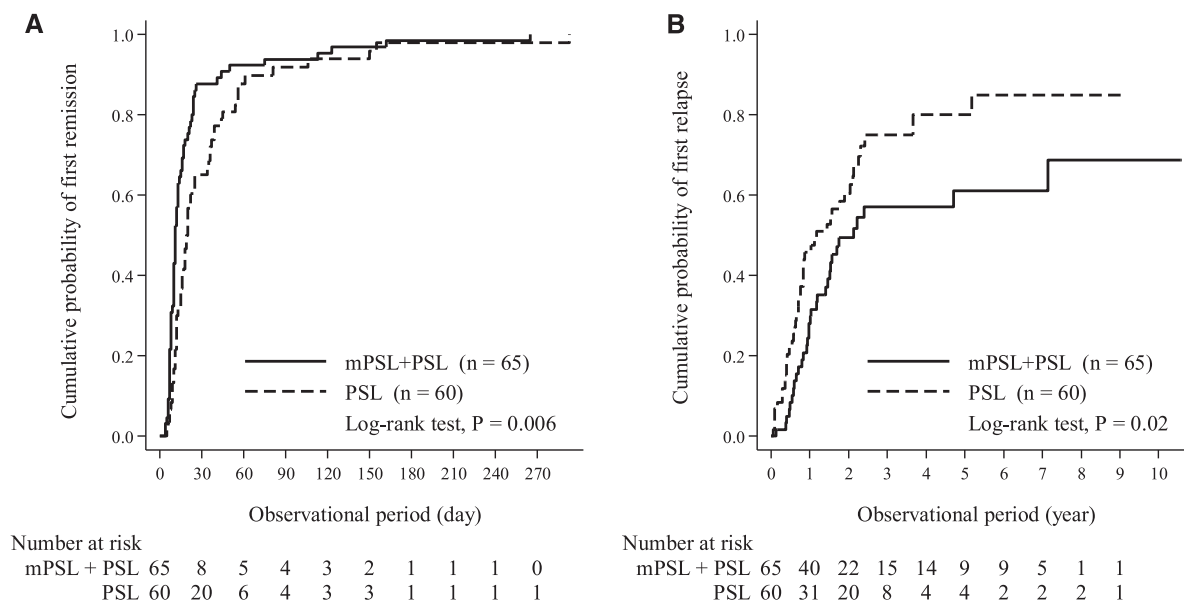 A
Cumulative probability of first remission
1.0
0.8
0.6
0.4
0.2
0.0
mPSL+PSL (n = 65)
PSL (n = 60)
Log-rank test, P = 0.006
0 30 60 90 120 150 180 210 240 270
Observational period (day)
Number at risk
mPSL + PSL 65 8 5 4 3 2 1 1 1 0
PSL 60 20 6 4 3 3 1 1 1 1
B
Cumulative probability of first relapse
1.0
0.8
0.6
0.4
0.2
0.0
mPSL+PSL (n = 65)
PSL (n = 60)
Log-rank test, P = 0.02
0 1 2 3 4 5 6 7 8 9 10
Observational period (year)
Number at risk
mPSL + PSL 65 40 22 15 14 9 9 5 1 1
PSL 60 31 20 8 4 4 2 2 2 1